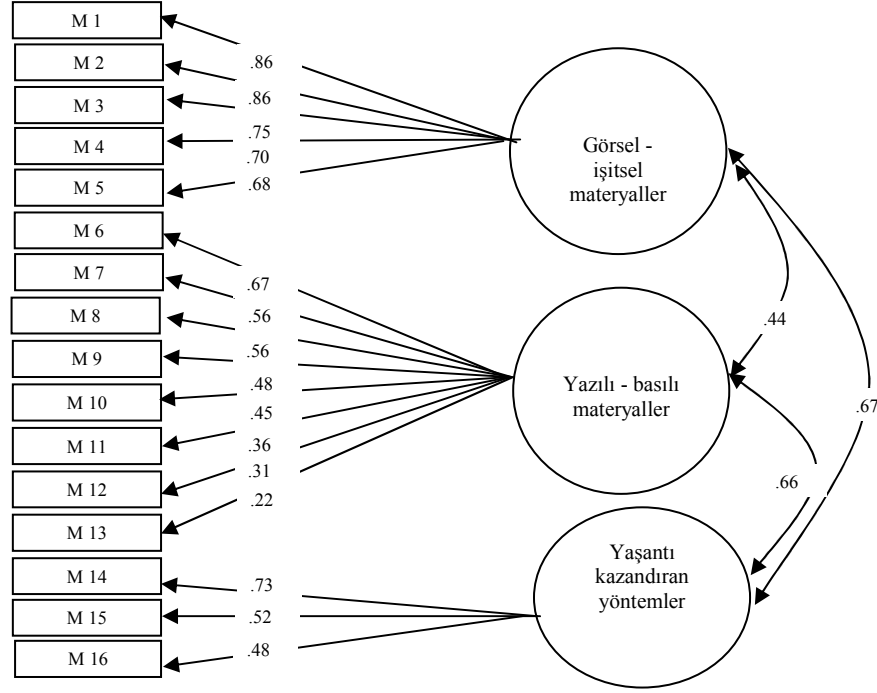 M 1
M 2
M 3
M 4
M 5
M 6
M 7
M 8
M 9
M 10
M 11
M 12
M 13
M 14
M 15
M 16
.86
.86
.75
.70
.68
.67
.56
.56
.48
.45
.36
.31
.22
.73
.52
.48
Görsel -
işitsel
materyaller
Yazılı - basılı
materyaller
Yaşantı
kazandıran
yöntemler
.44
.67
.66